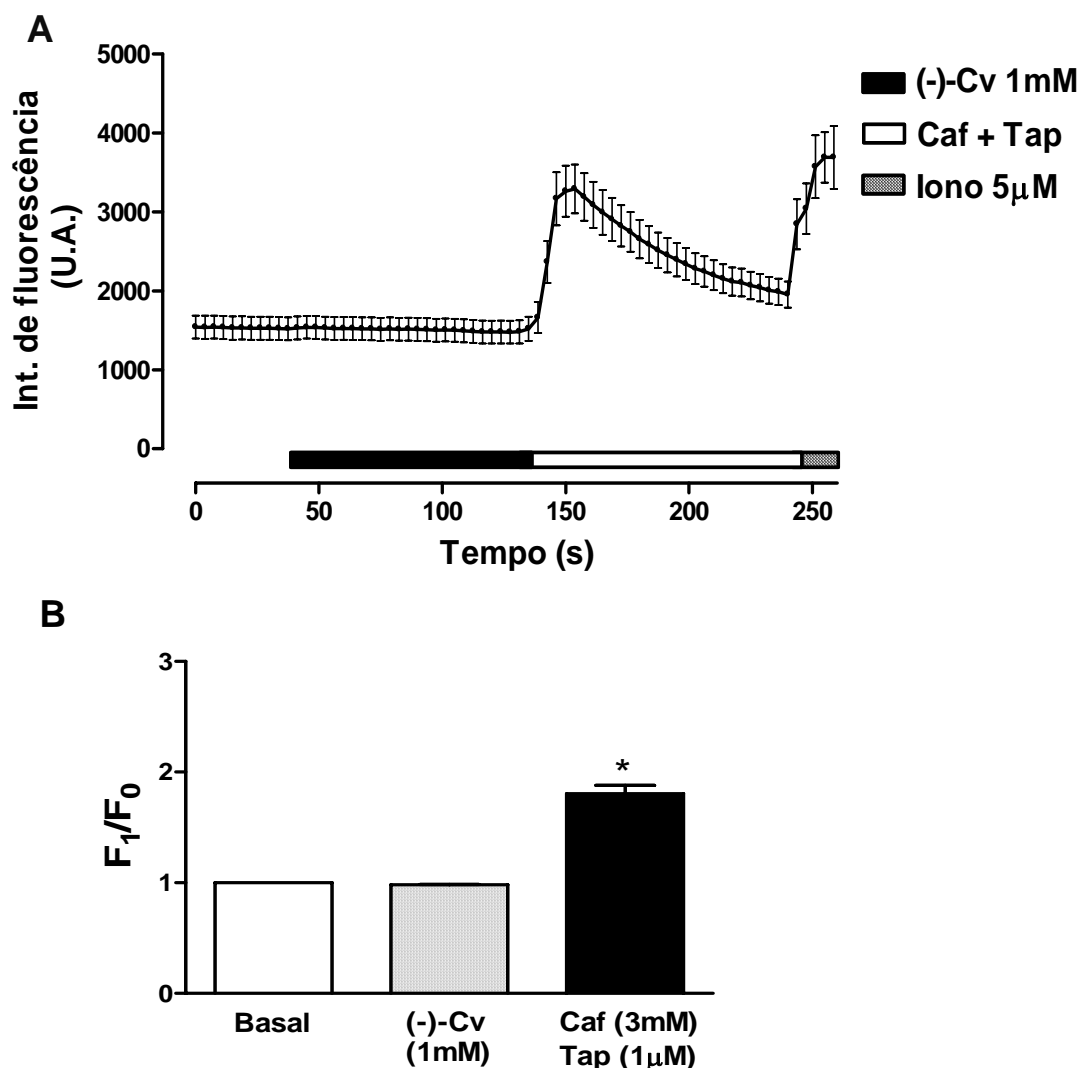 A
Int. de fluorescência
(U.A.)
5000
4000
3000
2000
1000
0
(-)-Cv 1mM
Caf + Tap
Iono 5µM
0 50 100 150 200 250
Tempo (s)
B
F1/F0
3
2
1
0
*
Basal
(-)-Cv
(1mM)
Caf (3mM)
Tap (1µM)